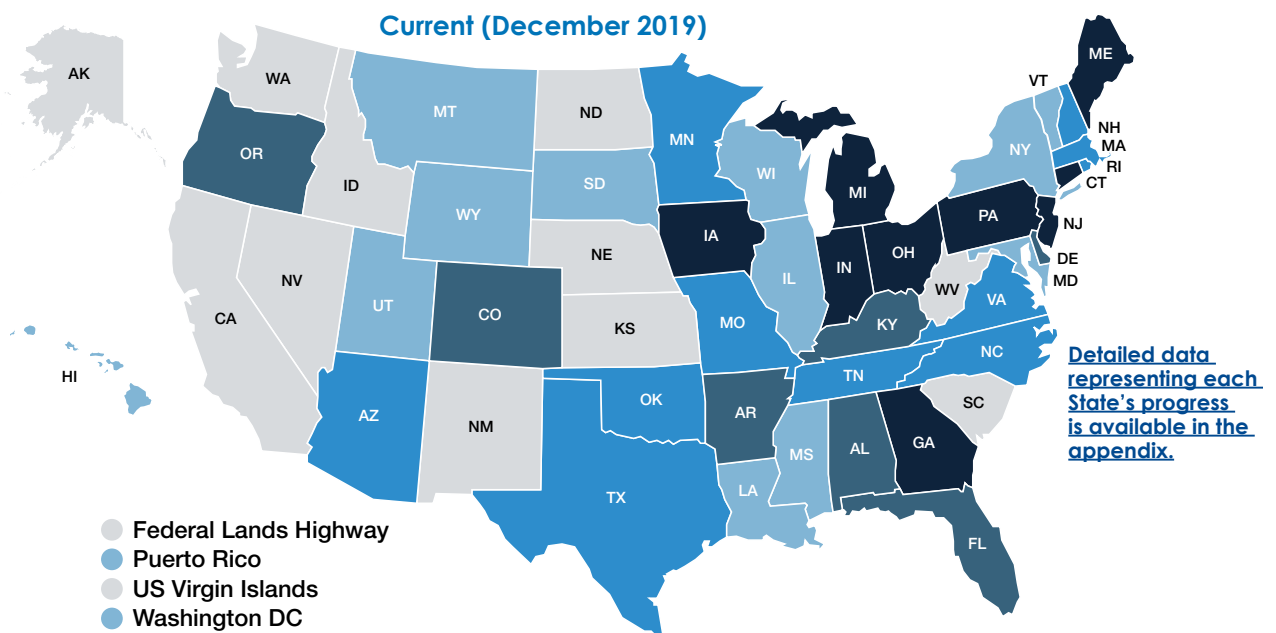 Current (December 2019)
AK
WA
MT
ND
MN
ME
VT
NH
MA
RI
CT
NY
OR
ID
SD
WI
MI
WY
IA
PA
NJ
NE
IN
OH
DE
NV
IL
WV
MD
UT
CO
VA
CA
KS
MO
KY
HI
NC
TN
AZ
OK
AR
SC
NM
MS
AL
GA
LA
TX
FL
Detailed data
representing each
State’s progress
is available in the
appendix.
Federal Lands Highway
Puerto Rico
US Virgin Islands
Washington DC